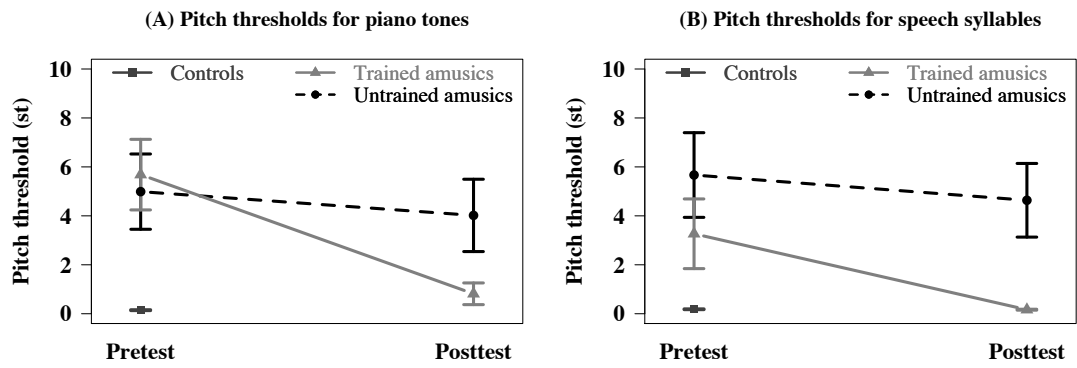 (A) Pitch thresholds for piano tones
Pitch threshold (st)
10
8
6
4
2
0
Controls
Trained amusics
Untrained amusics
Pretest
Posttest
(B) Pitch thresholds for speech syllables
Pitch threshold (st)
10
8
6
4
2
0
Controls
Trained amusics
Untrained amusics
Pretest
Posttest